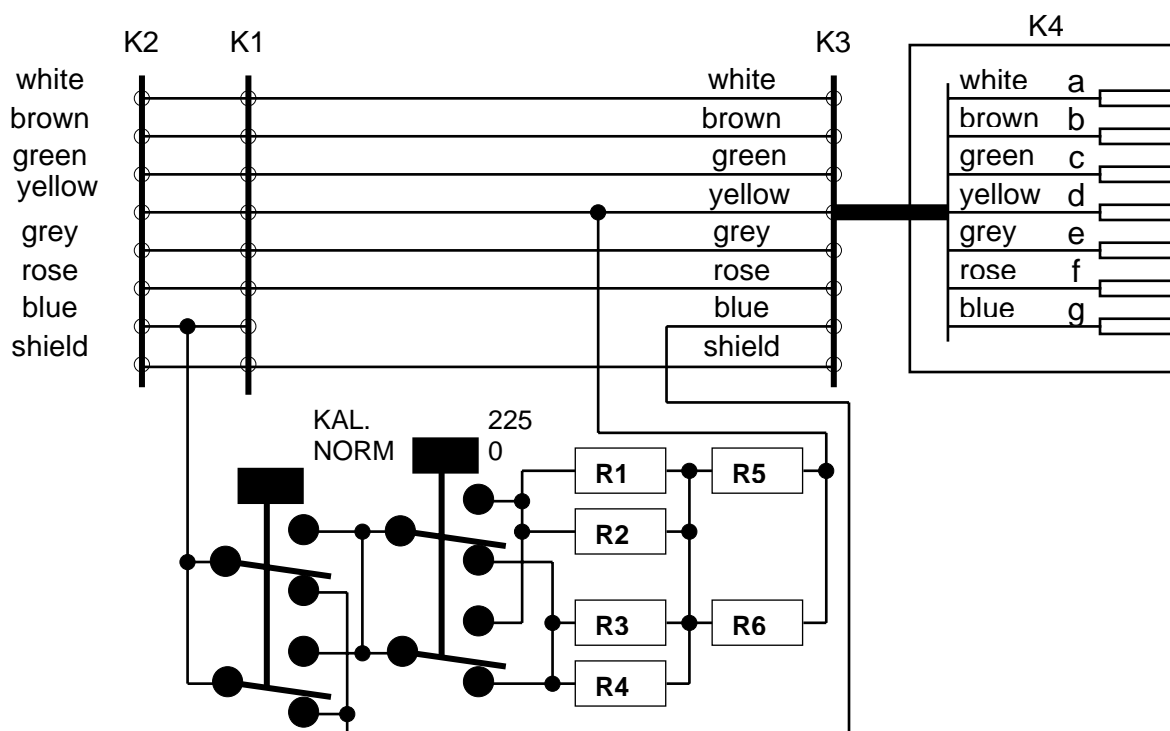 K4
K2 K1 K3
white white white a
brown brown brown b
green green green c
yellow yellow yellow d
grey grey grey e
rose rose rose f
blue blue blue g
shield shield
KAL. 225
NORM 0
R1 R5
R2
R3 R6
R4